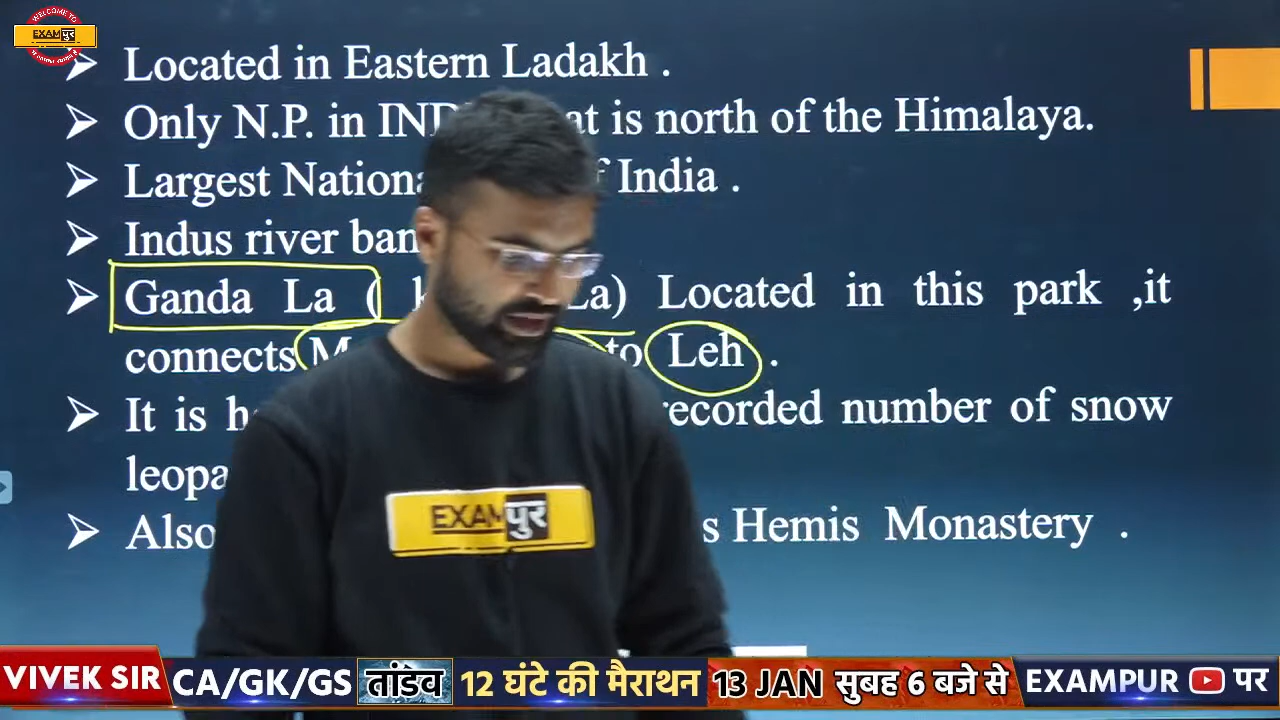 WELCOME TO
EXAMपुर
Located in Eastern Ladakh .
Only N.P. in IND at is north of the Himalaya.
Largest Nationa f India .
Indus river ban
Ganda La ( k La) Located in this park ,it
connects M to Leh .
It is h recorded number of snow
leopa
Also s Hemis Monastery .
EXAMपुर
VIVEK SIR CA/GK/GS तांडव 12 घंटे की मैराथन 13 JAN सुबह 6 बजे से EXAMPUR पर